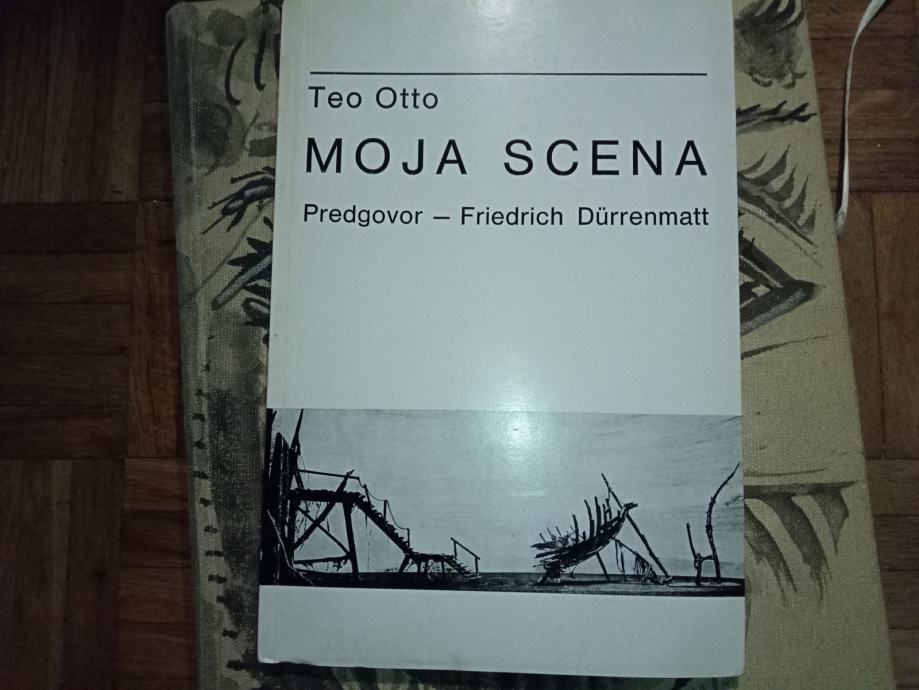 Teo Otto
MOJA SCENA
Predgovor – Friedrich Dürrenmatt